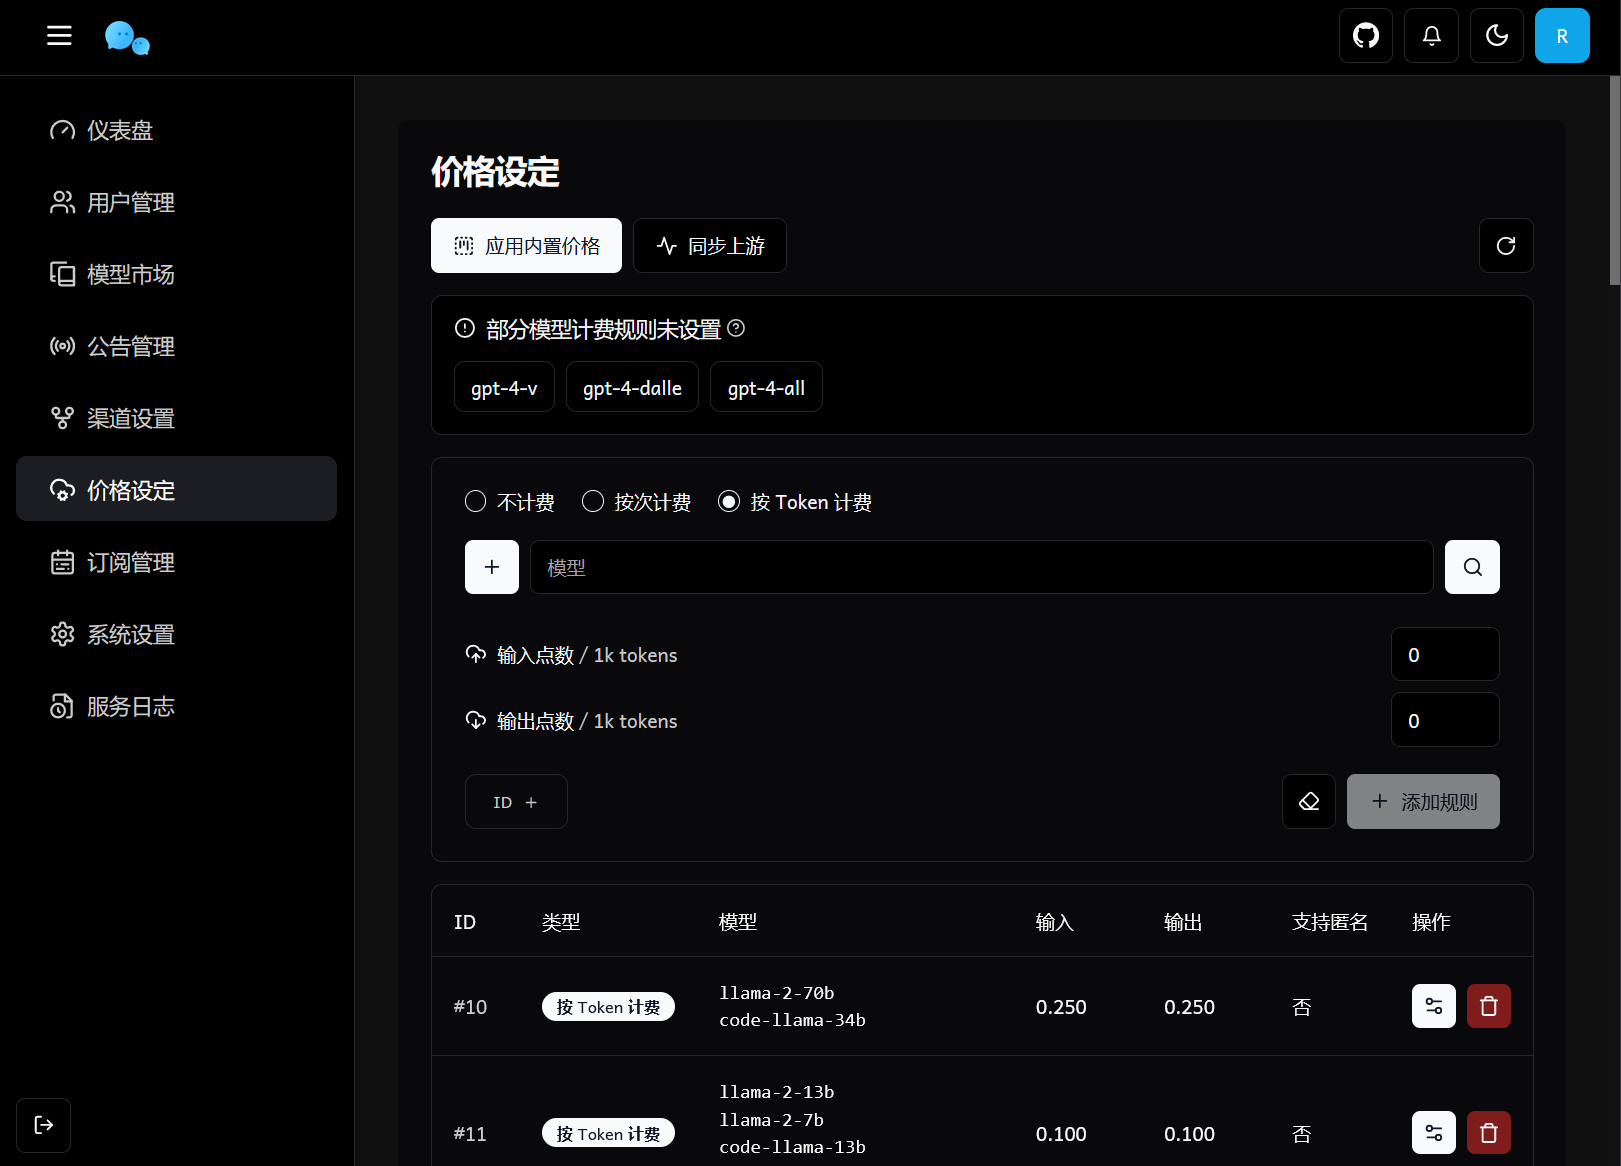 R
仪表盘
用户管理
模型市场
公告管理
渠道设置
价格设定
订阅管理
系统设置
服务日志
价格设定
应用内置价格 同步上游
部分模型计费规则未设置
gpt-4-v gpt-4-dalle gpt-4-all
不计费 按次计费 按 Token 计费
模型
输入点数 / 1k tokens 0
输出点数 / 1k tokens 0
ID + + 添加规则
ID 类型 模型 输入 输出 支持匿名 操作
#10 按 Token 计费 llama-2-70b
code-llama-34b 0.250 0.250 否
#11 按 Token 计费 llama-2-13b
llama-2-7b
code-llama-13b 0.100 0.100 否